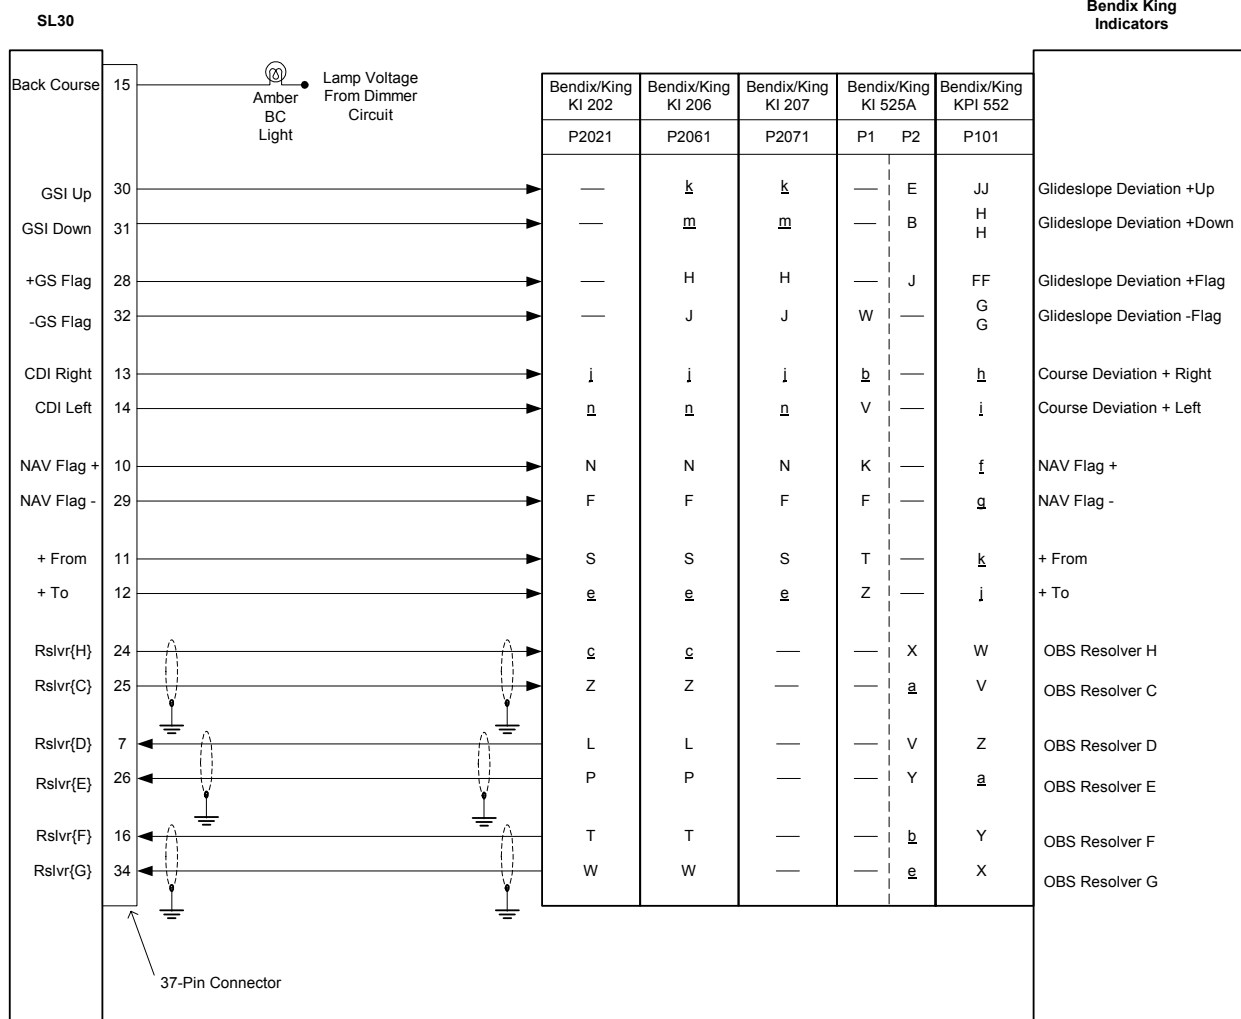 SL30
Bendix King
Indicators
Back Course 15
Amber
BC
Light
Lamp Voltage
From Dimmer
Circuit
Bendix/King
KI 202
Bendix/King
KI 206
Bendix/King
KI 207
Bendix/King
KI 525A
Bendix/King
KPI 552
P2021 P2061 P2071 P1 P2 P101
GSI Up 30 — k k — E JJ Glideslope Deviation +Up
GSI Down 31 — m m — B H H Glideslope Deviation +Down
+GS Flag 28 — H H — J FF Glideslope Deviation +Flag
-GS Flag 32 — J J W — G G Glideslope Deviation -Flag
CDI Right 13 j j j b — h Course Deviation + Right
CDI Left 14 n n n V — i Course Deviation + Left
NAV Flag + 10 N N N K — f NAV Flag +
NAV Flag - 29 F F F F — g NAV Flag -
+ From 11 S S S T — k + From
+ To 12 e e e Z — j + To
Rslvr{H} 24 c c — — X W OBS Resolver H
Rslvr{C} 25 Z Z — — a V OBS Resolver C
Rslvr{D} 7 L L — — V Z OBS Resolver D
Rslvr{E} 26 P P — — Y a OBS Resolver E
Rslvr{F} 16 T T — — b Y OBS Resolver F
Rslvr{G} 34 W W — — e X OBS Resolver G
37-Pin Connector